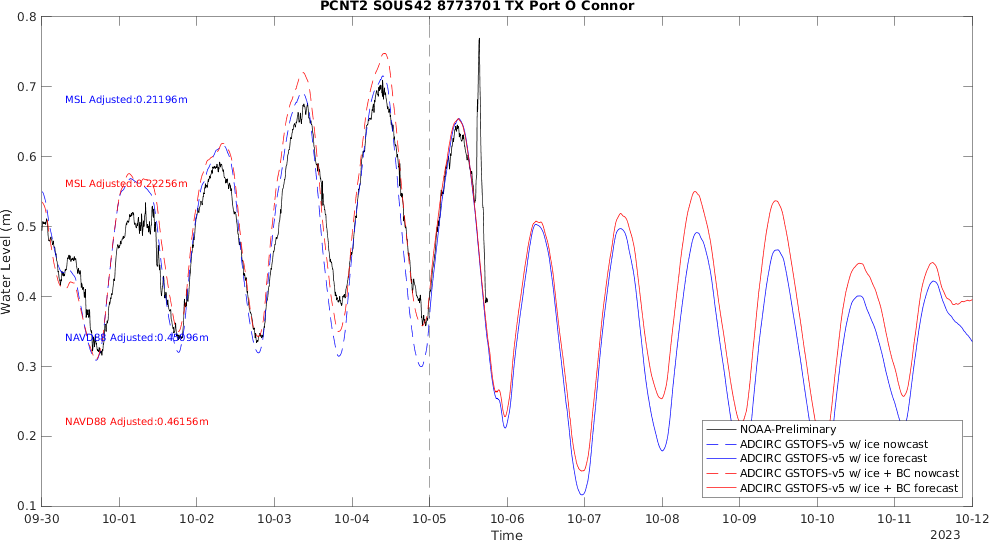 PCNT2 SOUS42 8773701 TX Port O Connor
Water Level (m)
0.8
0.7
0.6
0.5
0.4
0.3
0.2
0.1
MSL Adjusted:0.21196m
MSL Adjusted:0.22256m
NAVD88
NAVD88 Adjusted:0.46156m
NOAA-Preliminary
ADCIRC GSTOFS-v5 w/ ice nowcast
ADCIRC GSTOFS-v5 w/ ice forecast
ADCIRC GSTOFS-v5 w/ ice + BC nowcast
ADCIRC GSTOFS-v5 w/ ice + BC forecast
09-30 10-01 10-02 10-03 10-04 10-05 10-06 10-07 10-08 10-09 10-10 10-11 10-12
Time
2023